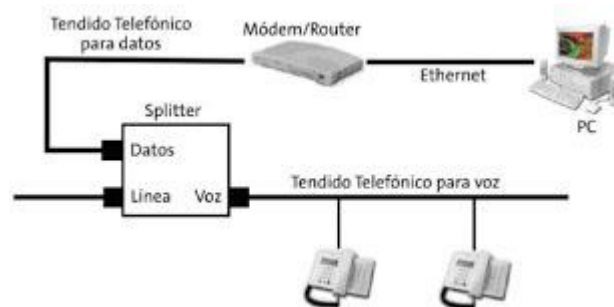 Tendido Telefónico
para datos
Módem/Router
Ethernet
PC
Splitter
Datos
Línea Voz
Tendido Telefónico para voz